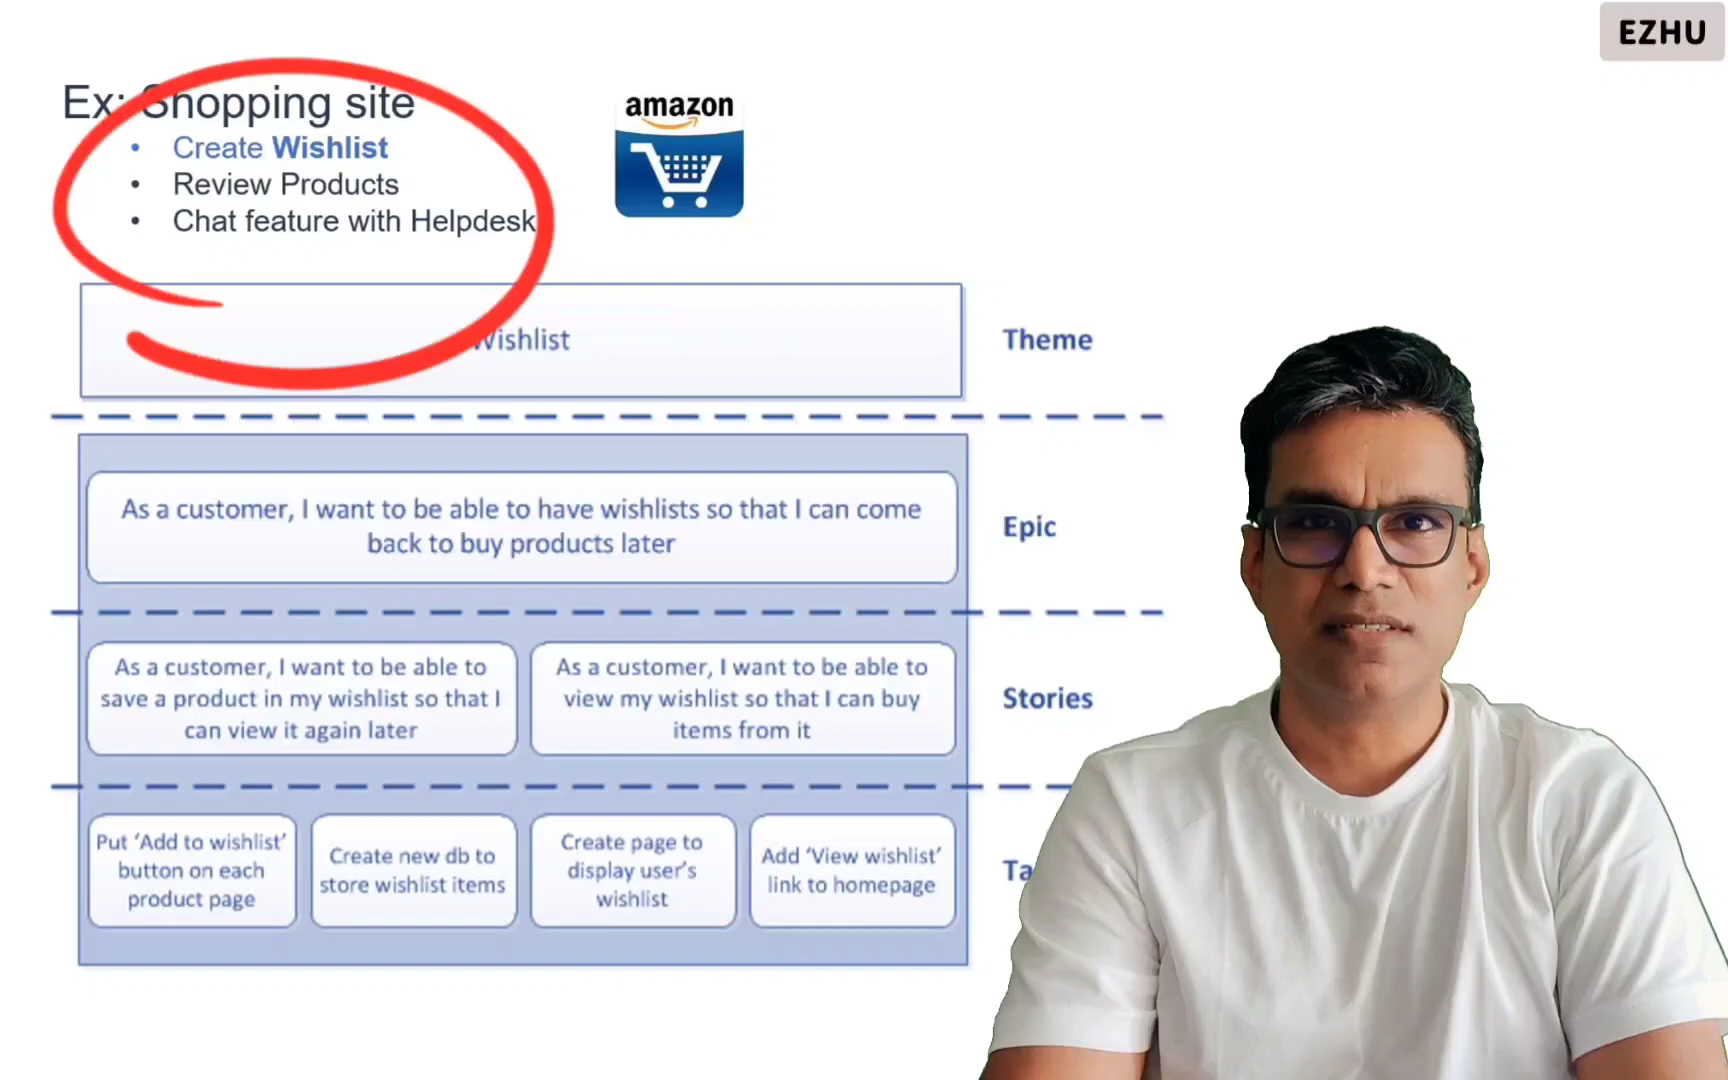 EZHU
Ex: Shopping site
• Create Wishlist
• Review Products
• Chat feature with Helpdesk
amazon
Wishlist
Theme
As a customer, I want to be able to have wishlists so that I can come
back to buy products later
Epic
As a customer, I want to be able to
save a product in my wishlist so that I
can view it again later
As a customer, I want to be able to
view my wishlist so that I can buy
items from it
Stories
Put ‘Add to wishlist’
button on each
product page
Create new db to
store wishlist items
Create page to
display user’s
wishlist
Add ‘View wishlist’
link to homepage